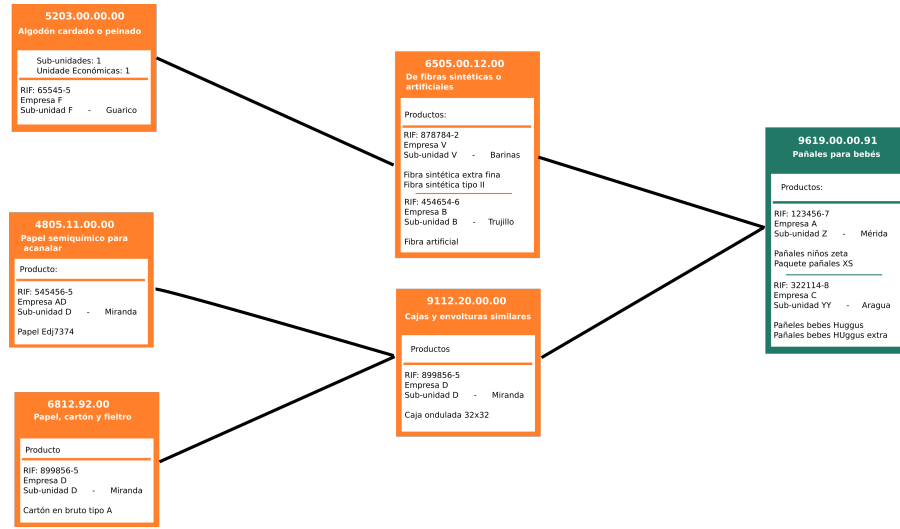 5203.00.00.00
Algodón cardado o peinado
Sub-unidades: 1
Unidade Económicas: 1
RIF: 65545-5
Empresa F
Sub-unidad F - Guarico
4805.11.00.00
Papel semiquímico para
acanalar
Producto:
RIF: 545456-5
Empresa AD
Sub-unidad D - Miranda
Papel Edj7374
6812.92.00
Papel, cartón y fieltro
Producto
RIF: 899856-5
Empresa D
Sub-unidad D - Miranda
Cartón en bruto tipo A
6505.00.12.00
De fibras sintéticas o
artificiales
Productos:
RIF: 878784-2
Empresa V
Sub-unidad V - Barinas
Fibra sintética extra fina
Fibra sintética tipo II
RIF: 454654-6
Empresa B
Sub-unidad B - Trujillo
Fibra artificial
9112.20.00.00
Cajas y envolturas similares
Productos
RIF: 899856-5
Empresa D
Sub-unidad D - Miranda
Caja ondulada 32x32
9619.00.00.91
Pañales para bebés
Productos:
RIF: 123456-7
Empresa A
Sub-unidad Z - Mérida
Pañales niños zeta
Paquete pañales XS
RIF: 322114-8
Empresa C
Sub-unidad YY - Aragua
Pañeles bebes Huggus
Pañales bebes HUggus extra